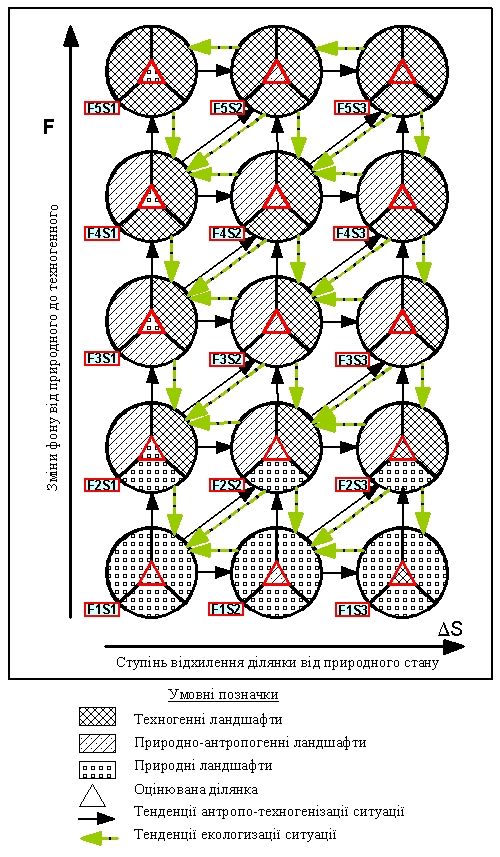 F5S1 F5S2 F5S3
F
F4S1 F4S2 F4S3
Зміни фону від природного до техногенного
F3S1 F3S2 F3S3
F2S1 F2S2 F2S3
F1S1 F1S2 F1S3
ΔS
Ступінь відхилення ділянки від природного стану
Умовні позначки
Техногенні ландшафти
Природно-антропогенні ландшафти
Природні ландшафти
Оцінювана ділянка
Тенденції антропо-техногенізації ситуації
Тенденції екологизації ситуації